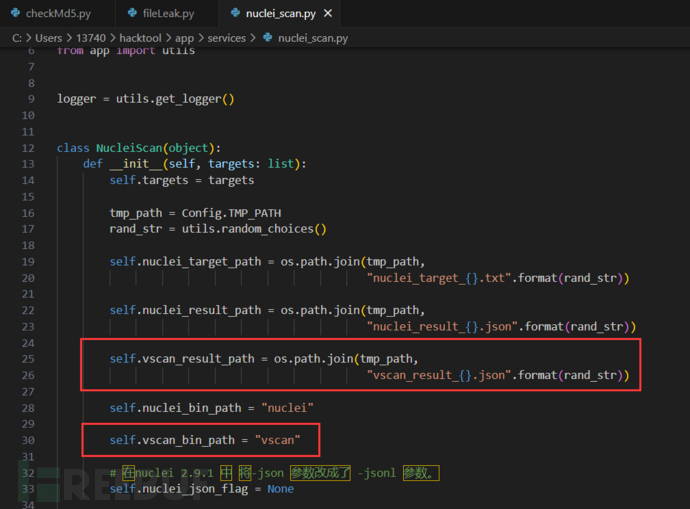 checkMd5.py fileLeak.py nuclei_scan.py ×
C: > Users > 13740 > hacktool > app > services > nuclei_scan.py
6 from app import utils
7
8
9 logger = utils.get_logger()
10
11
12 class NucleiScan(object):
13 def __init__(self, targets: list):
14 self.targets = targets
15
16 tmp_path = Config.TMP_PATH
17 rand_str = utils.random_choices()
18
19 self.nuclei_target_path = os.path.join(tmp_path,
20 "nuclei_target_{}.txt".format(rand_str))
21
22 self.nuclei_result_path = os.path.join(tmp_path,
23 "nuclei_result_{}.json".format(rand_str))
24
25 self.vscan_result_path = os.path.join(tmp_path,
26 "vscan_result_{}.json".format(rand_str))
27
28 self.nuclei_bin_path = "nuclei"
29
30 self.vscan_bin_path = "vscan"
31
32 # 在nuclei 2.9.1 中 将-json 参数改成了 -jsonl 参数。
33 self.nuclei_json_flag = None
34
FREEBUF